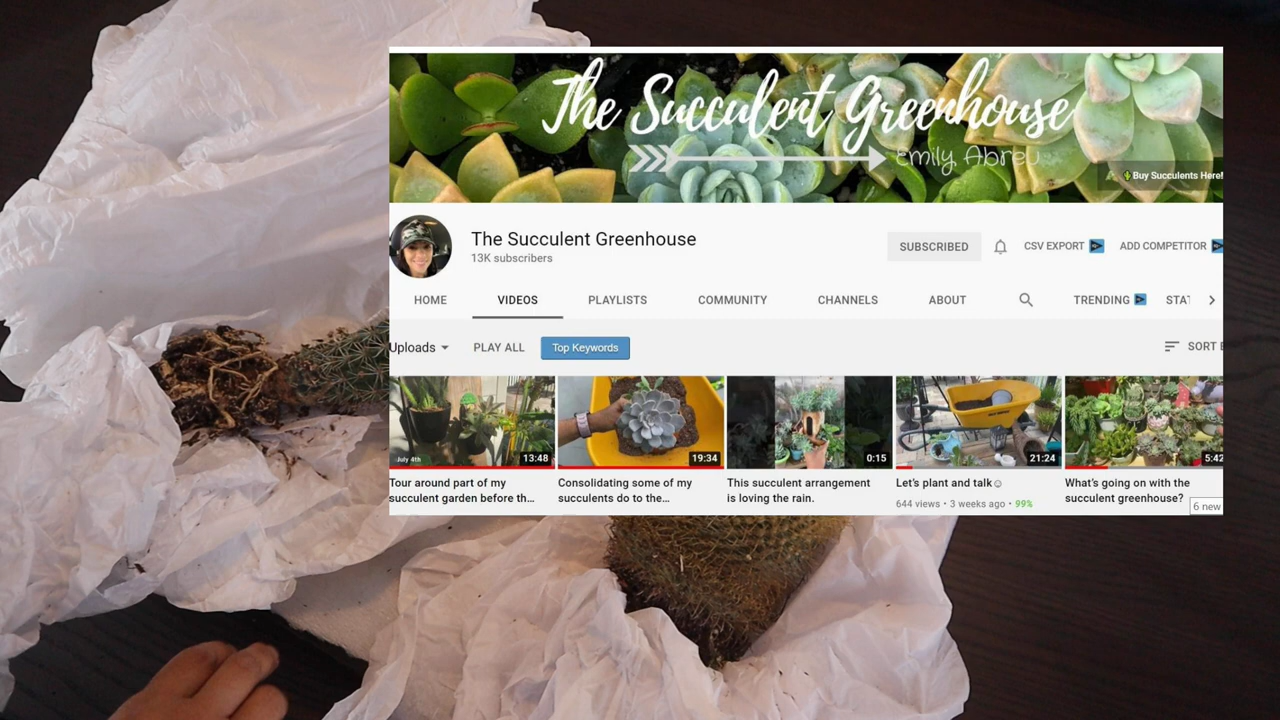 The Succulent Greenhouse
emily Abreu
Buy Succulents Here!
The Succulent Greenhouse
13K subscribers
SUBSCRIBED
CSV EXPORT
ADD COMPETITOR
HOME
VIDEOS
PLAYLISTS
COMMUNITY
CHANNELS
ABOUT
TRENDING
STAT
Uploads
PLAY ALL
Top Keywords
SORT
July 4th
13:48
19:34
0:15
21:24
5:42
Tour around part of my
succulent garden before th...
Consolidating some of my
succulents do to the...
This succulent arrangement
is loving the rain.
Let's plant and talk☺
644 views • 3 weeks ago • 99%
What's going on with the
succulent greenhouse?
6 new